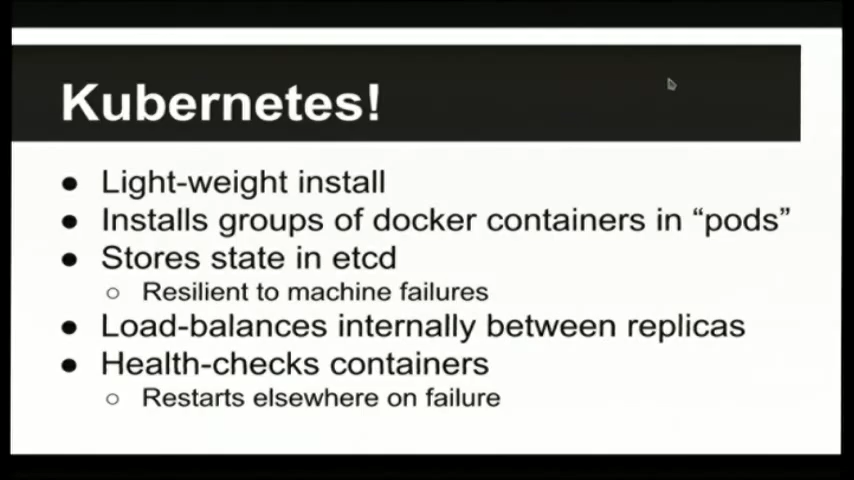 Kubernetes!
● Light-weight install
● Installs groups of docker containers in “pods”
● Stores state in etcd
○ Resilient to machine failures
● Load-balances internally between replicas
● Health-checks containers
○ Restarts elsewhere on failure